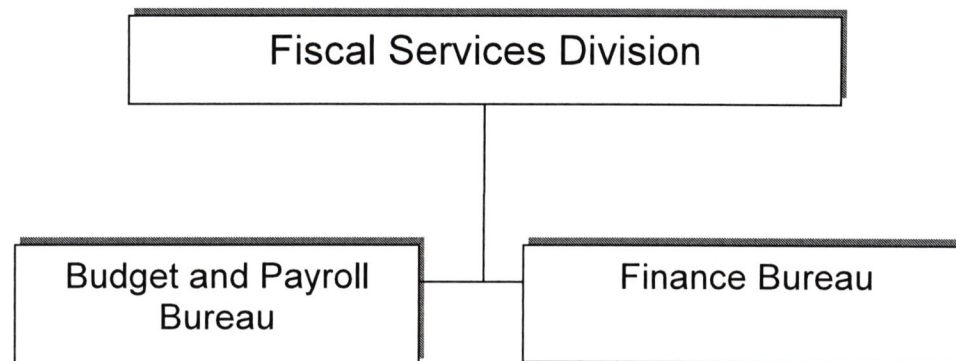 Fiscal Services Division
Budget and Payroll
Bureau
Finance Bureau